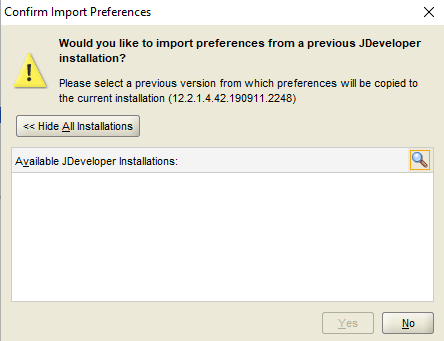 Confirm Import Preferences
Would you like to import preferences from a previous JDeveloper
installation?
Please select a previous version from which preferences will be copied to
the current installation (12.2.1.4.42.190911.2248)
<< Hide All Installations
Available JDeveloper Installations:
Yes
No